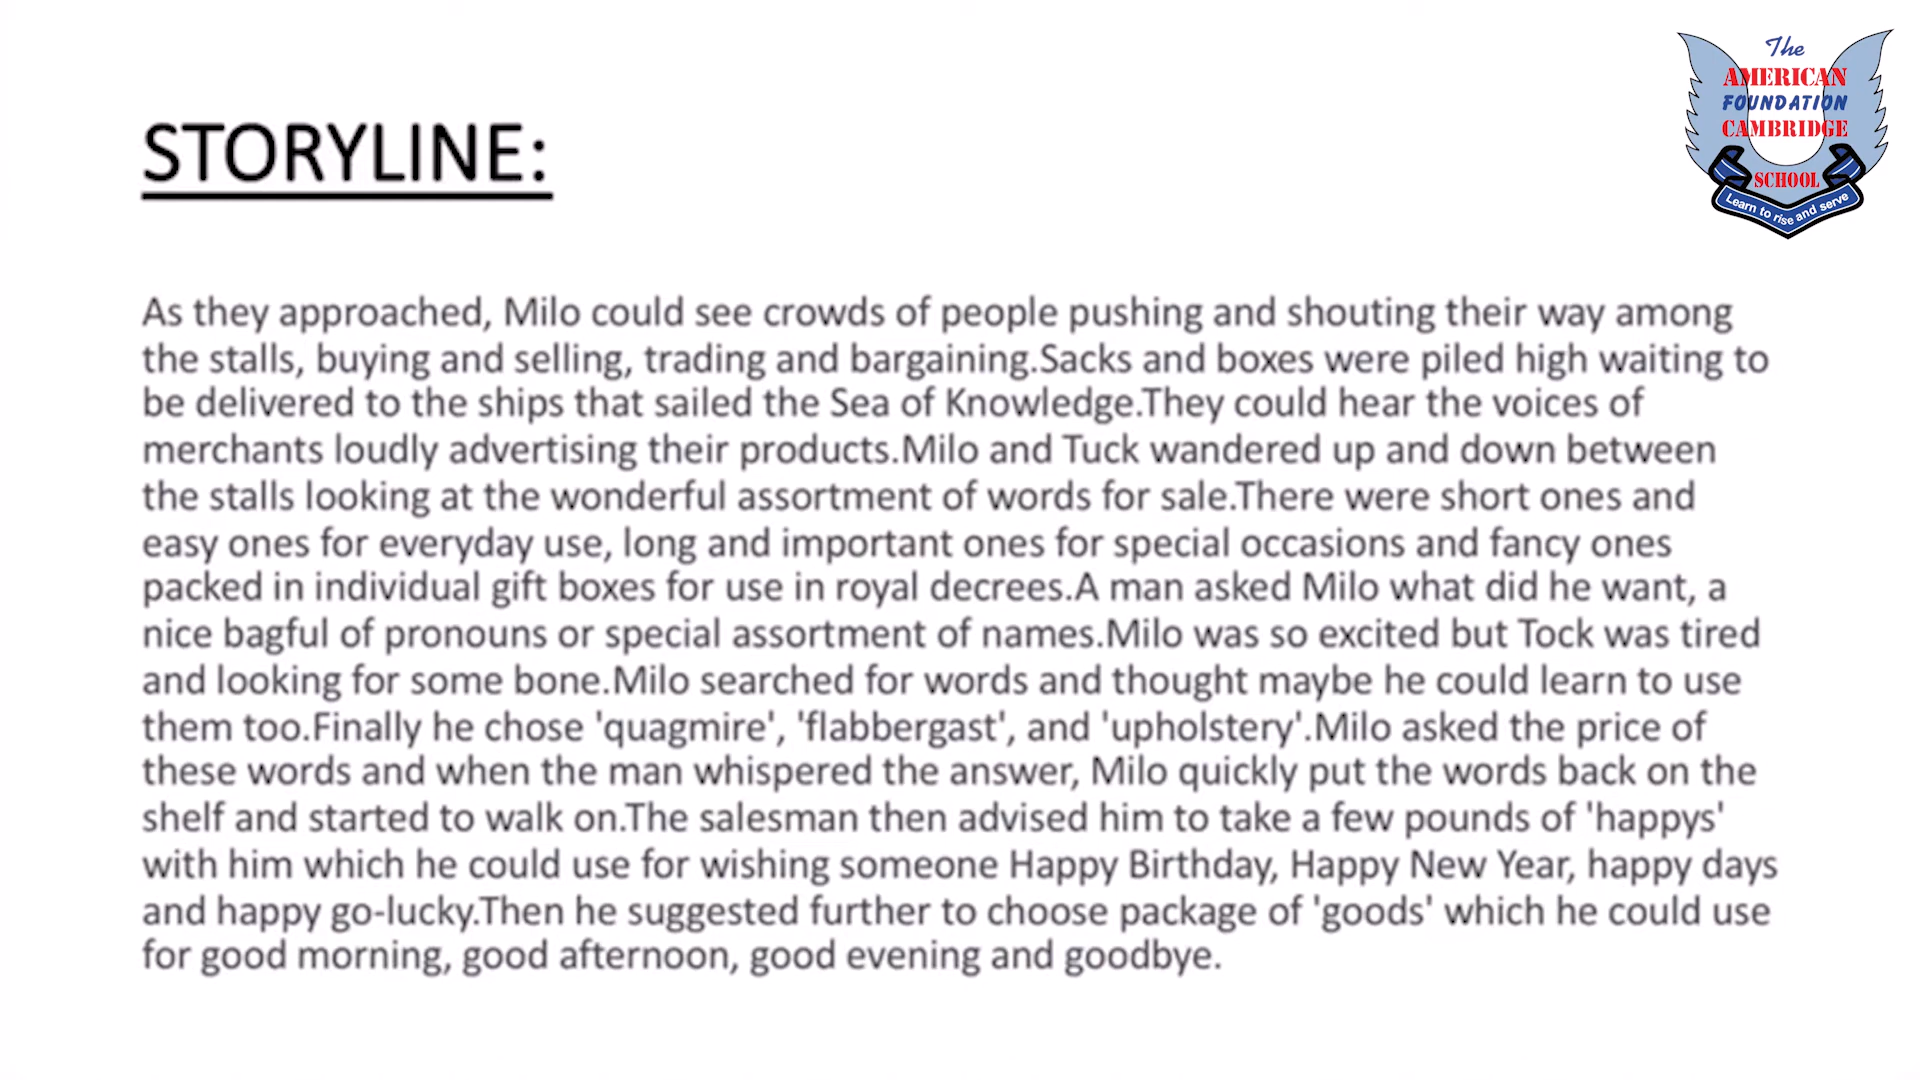 The
AMERICAN
FOUNDATION
CAMBRIDGE
SCHOOL
Learn to rise and serve
STORYLINE:
As they approached, Milo could see crowds of people pushing and shouting their way among
the stalls, buying and selling, trading and bargaining.Sacks and boxes were piled high waiting to
be delivered to the ships that sailed the Sea of Knowledge.They could hear the voices of
merchants loudly advertising their products.Milo and Tuck wandered up and down between
the stalls looking at the wonderful assortment of words for sale.There were short ones and
easy ones for everyday use, long and important ones for special occasions and fancy ones
packed in individual gift boxes for use in royal decrees.A man asked Milo what did he want, a
nice bagful of pronouns or special assortment of names.Milo was so excited but Tock was tired
and looking for some bone.Milo searched for words and thought maybe he could learn to use
them too.Finally he chose 'quagmire', 'flabbergast', and 'upholstery'.Milo asked the price of
these words and when the man whispered the answer, Milo quickly put the words back on the
shelf and started to walk on.The salesman then advised him to take a few pounds of 'happys'
with him which he could use for wishing someone Happy Birthday, Happy New Year, happy days
and happy go-lucky.Then he suggested further to choose package of 'goods' which he could use
for good morning, good afternoon, good evening and goodbye.